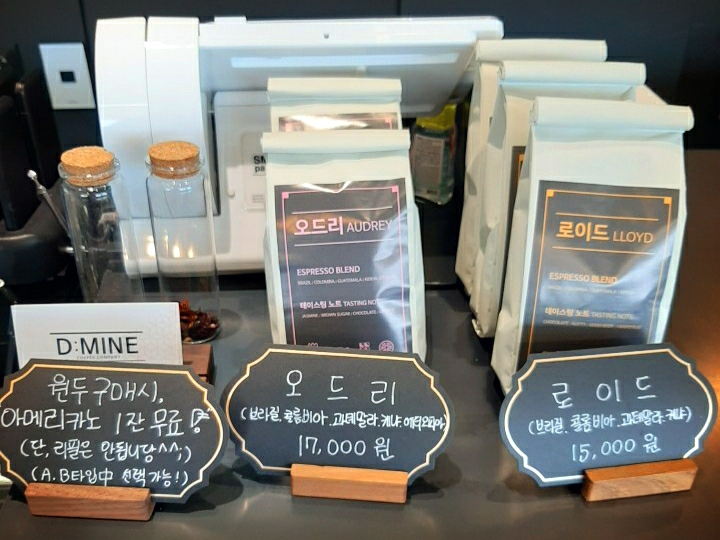 오드리 AUDREY
ESPRESSO BLEND
테이스팅 노트 TASTING NOTE
로이드 LLOYD
ESPRESSO BLEND
테이스팅 노트 TASTING NOTE
D:MINE
COFFEE COMPANY
원두 구매시,
아메리카노 1잔 무료!
(단, 리필은 안됩니당^^;)
(A.B타입中 선택 가능!)
오드리
(브라질. 콜롬비아. 과테말라. 케냐. 에티오피아)
17,000 원
로이드
(브라질. 콜롬비아. 과테말라. 케냐)
15,000 원